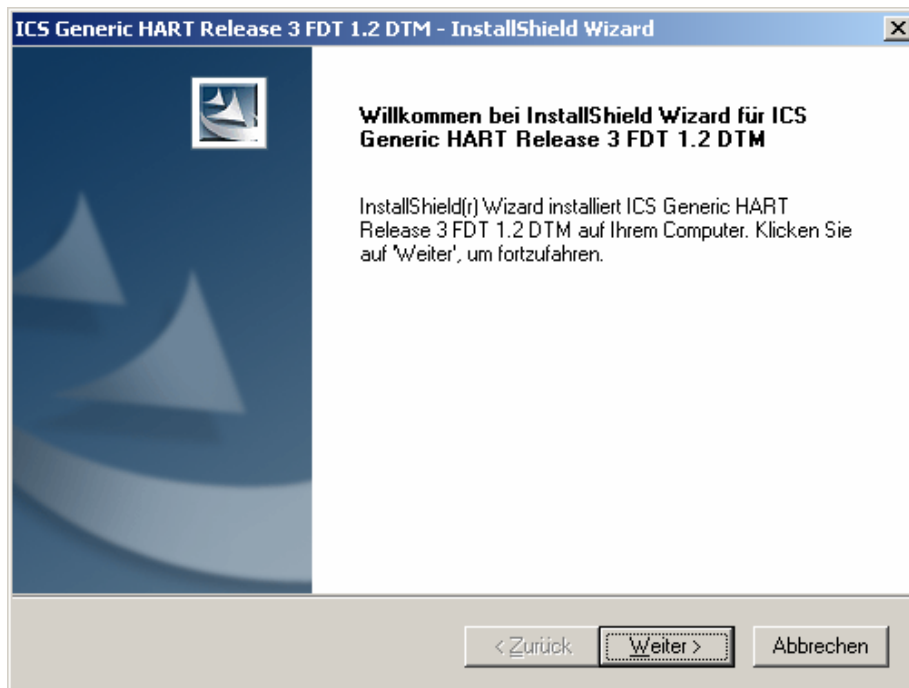 ICS Generic HART Release 3 FDT 1.2 DTM - InstallShield Wizard
Willkommen bei InstallShield Wizard für ICS
Generic HART Release 3 FDT 1.2 DTM
InstallShield(r) Wizard installiert ICS Generic HART
Release 3 FDT 1.2 DTM auf Ihrem Computer. Klicken Sie
auf 'Weiter', um fortzufahren.
< Zurück Weiter > Abbrechen